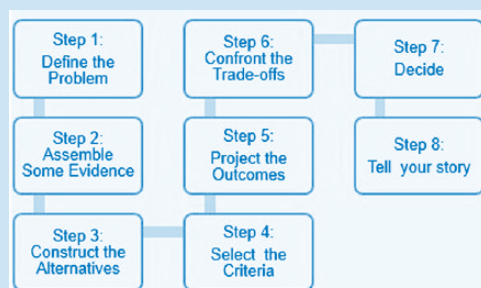 Step 1:
Define the
Problem
Step 2:
Assemble
Some Evidence
Step 3:
Construct the
Alternatives
Step 4:
Select the
Criteria
Step 5:
Project the
Outcomes
Step 6:
Confront the
Trade-offs
Step 7:
Decide
Step 8:
Tell your story